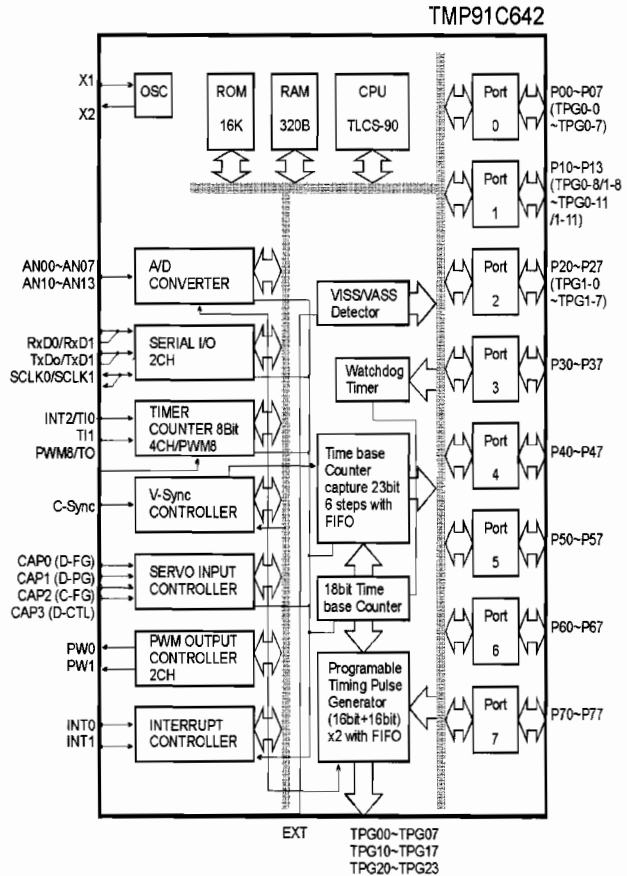 TMP91C642
X1
X2
OSC
ROM
16K
RAM
320B
CPU
TLCS-90
Port
0
P00~P07
(TPG0-0
~TPG0-7)
Port
1
P10~P13
(TPG0-8/1-8
~TPG0-11
/1-11)
AN00~AN07
AN10~AN13
A/D
CONVERTER
VISS/VASS
Detector
Port
2
P20~P27
(TPG1-0
~TPG1-7)
RxD0/RxD1
TxDo/TxD1
SCLK0/SCLK1
SERIAL I/O
2CH
Watchdog
Timer
Port
3
P30~P37
INT2/TI0
TI1
PWM8/TO
TIMER
COUNTER 8Bit
4CH/PWM8
Time base
Counter
capture 23bit
6 steps with
FIFO
Port
4
P40~P47
C-Sync
V-Sync
CONTROLLER
Port
5
P50~P57
CAP0 (D-FG)
CAP1 (D-PG)
CAP2 (C-FG)
CAP3 (D-CTL)
SERVO INPUT
CONTROLLER
18bit Time
base Counter
Port
6
P60~P67
PW0
PW1
PWM OUTPUT
CONTROLLER
2CH
Programable
Timing Pulse
Generator
(16bit+16bit)
x2 with FIFO
Port
7
P70~P77
INT0
INT1
INTERRUPT
CONTROLLER
EXT
TPG00~TPG07
TPG10~TPG17
TPG20~TPG23